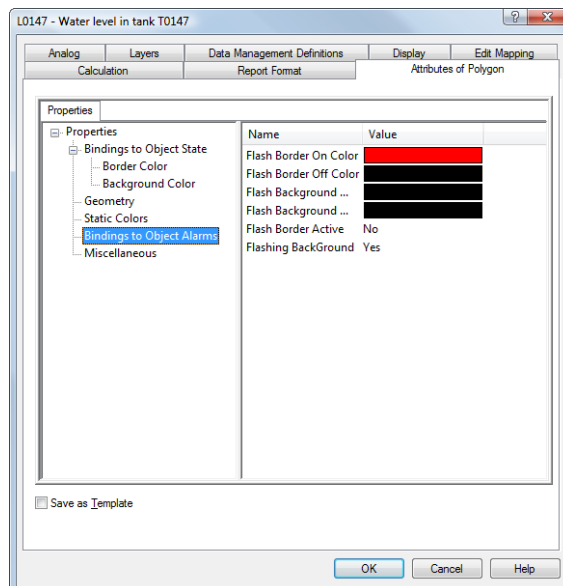 L0147 - Water level in tank T0147
?
Analog Layers Data Management Definitions Display Edit Mapping
Calculation Report Format Attributes of Polygon
Properties
Properties
Bindings to Object State
Border Color
Background Color
Geometry
Static Colors
Bindings to Object Alarms
Miscellaneous
Name Value
Flash Border On Color
Flash Border Off Color
Flash Background ...
Flash Background ...
Flash Border Active No
Flashing BackGround Yes
Save as Template
OK Cancel Help